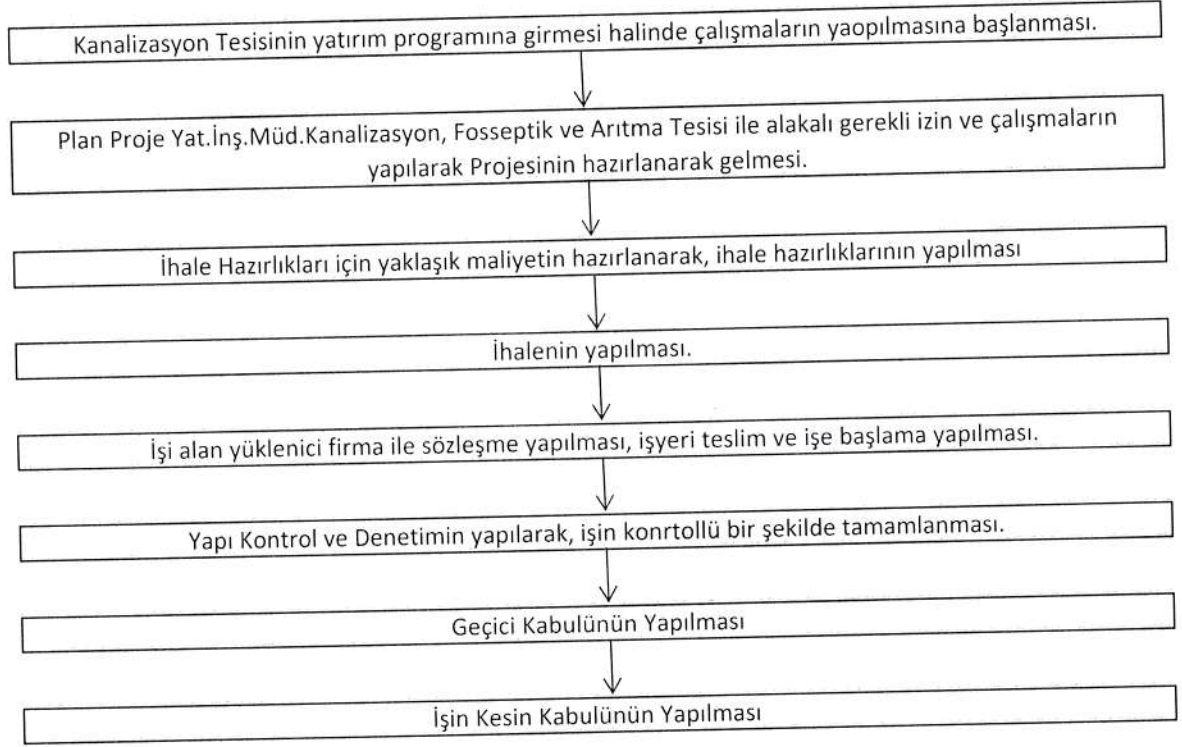 Kanalizasyon Tesisinin yatırım programına girmesi halinde çalışmaların yaopılmasına başlanması.
Plan Proje Yat.İnş.Müd.Kanalizasyon, Fosseptik ve Arıtma Tesisi ile alakalı gerekli izin ve çalışmaların
yapılarak Projesinin hazırlanarak gelmesi.
İhale Hazırlıkları için yaklaşık maliyetin hazırlanarak, ihale hazırlıklarının yapılması
İhalenin yapılması.
İşi alan yüklenici firma ile sözleşme yapılması, işyeri teslim ve işe başlama yapılması.
Yapı Kontrol ve Denetimin yapılarak, işin konrtollü bir şekilde tamamlanması.
Geçici Kabulünün Yapılması
İşin Kesin Kabulünün Yapılması